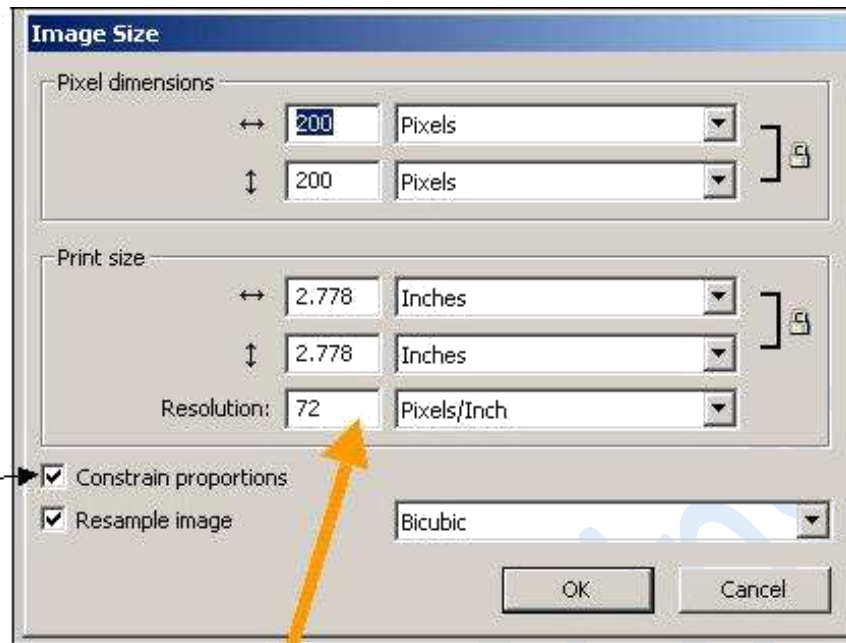 Image Size
Pixel dimensions
↔ 200 Pixels
↕ 200 Pixels
Print size
↔ 2.778 Inches
↕ 2.778 Inches
Resolution: 72 Pixels/Inch
Constrain proportions
Resample image Bicubic
OK Cancel